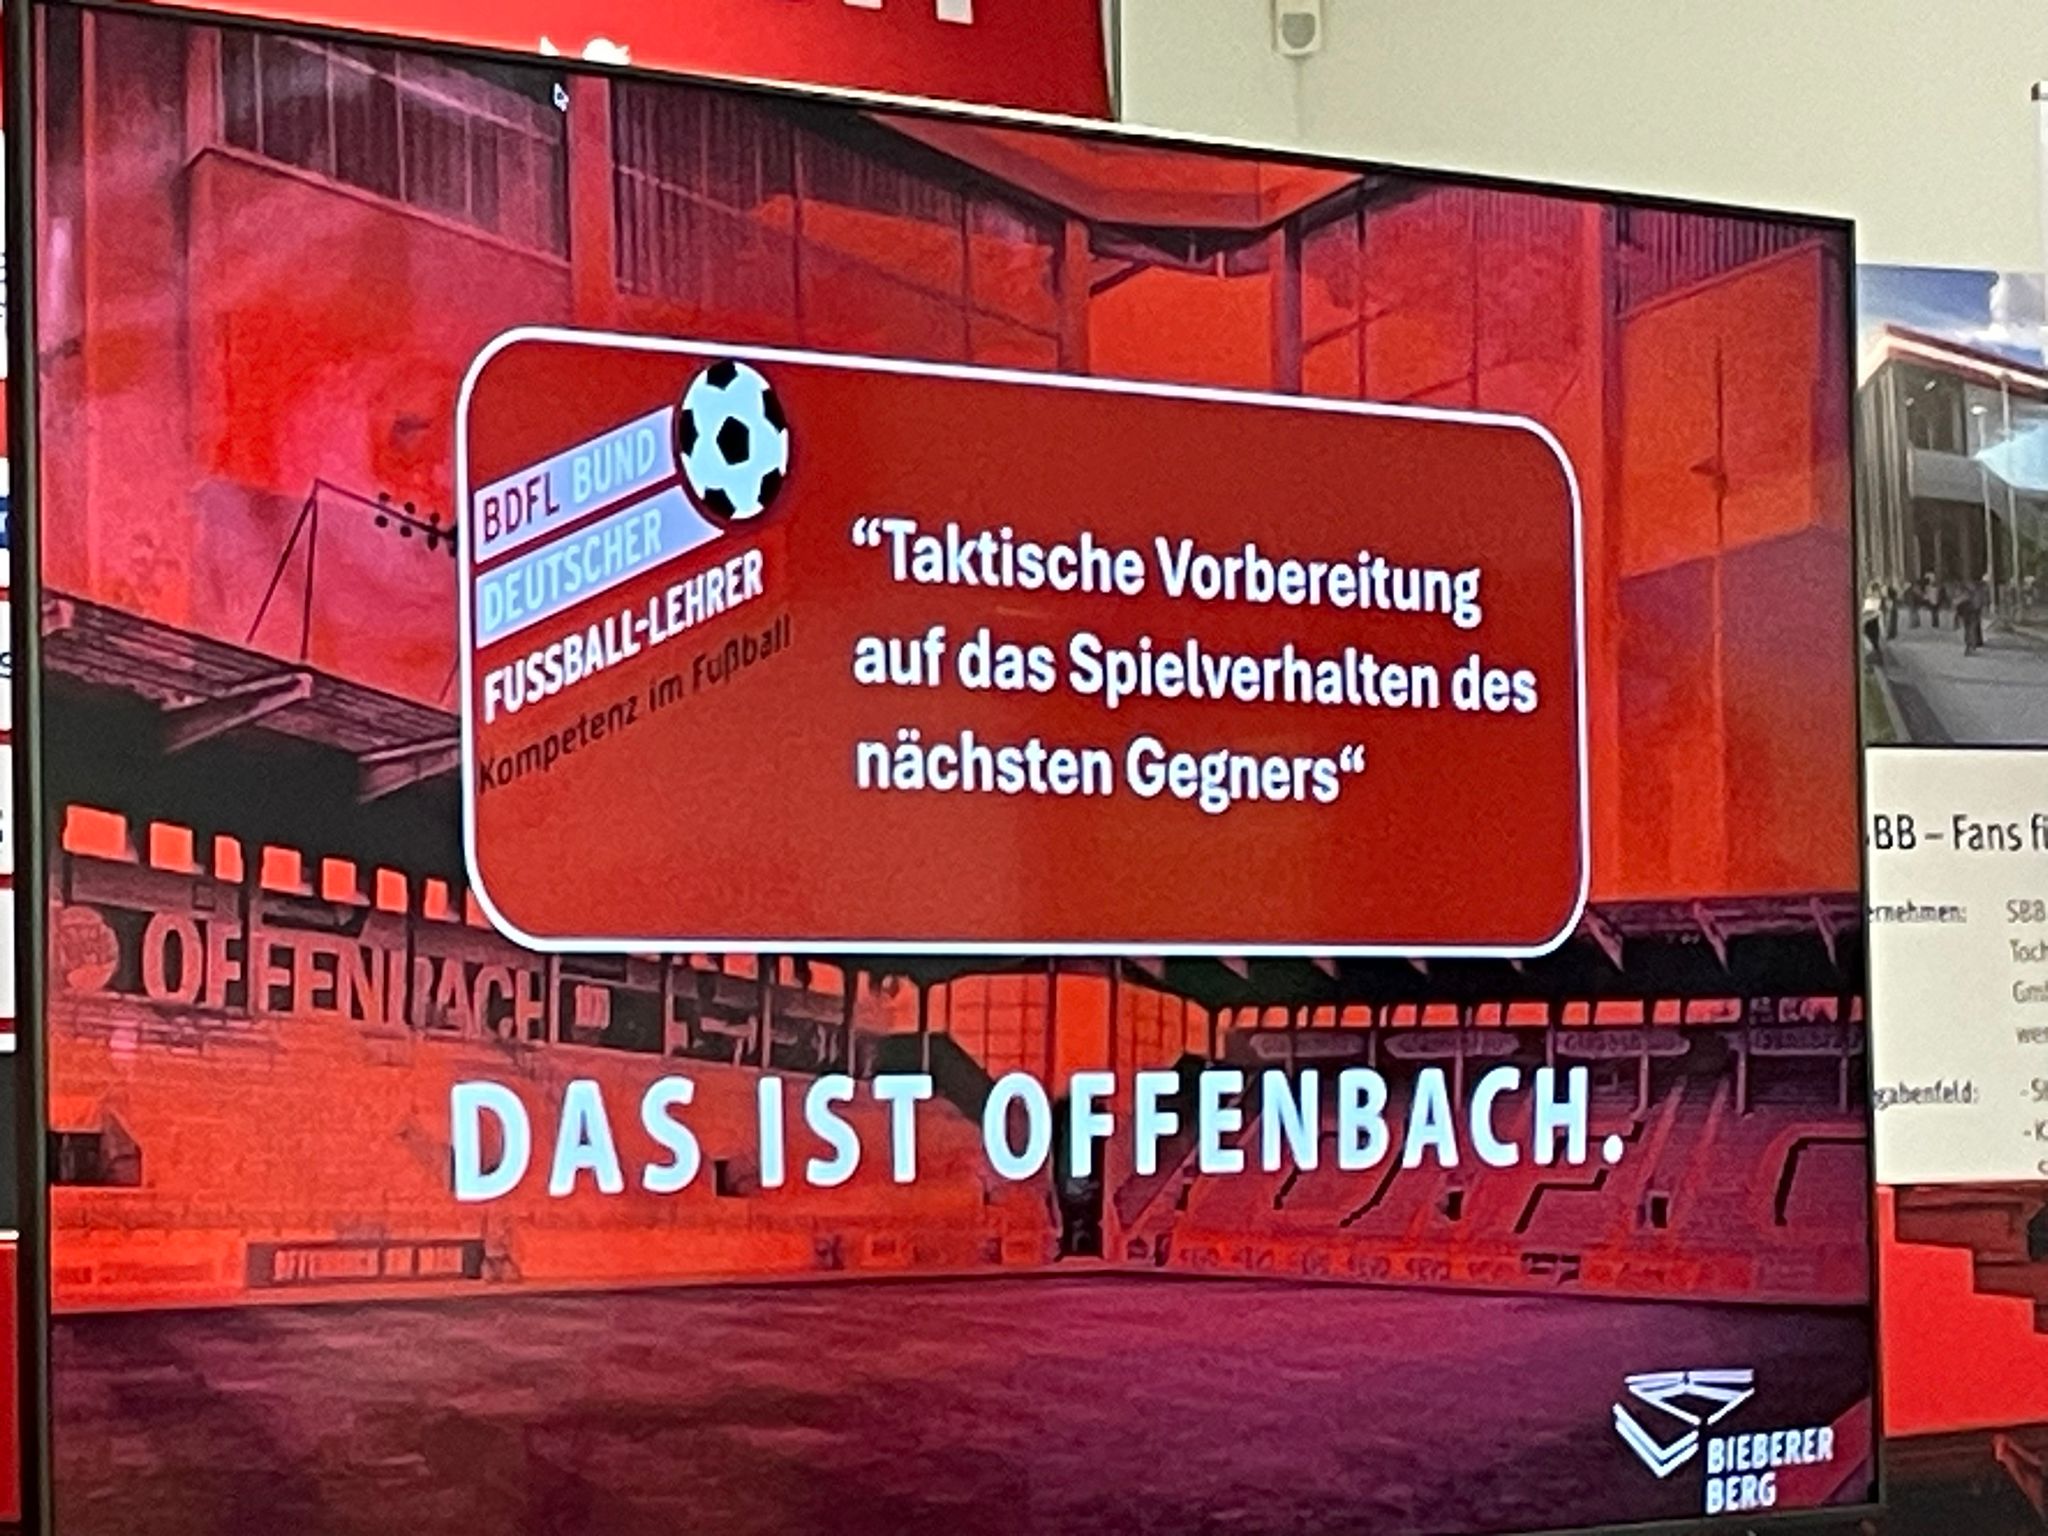 BDFL BUND
DEUTSCHER
FUSSBALL-LEHRER
Kompetenz im Fußball
“Taktische Vorbereitung
auf das Spielverhalten des
nächsten Gegners“
OFFENBACH
DAS IST OFFENBACH.
BIEBERER
BERG
BB – Fans